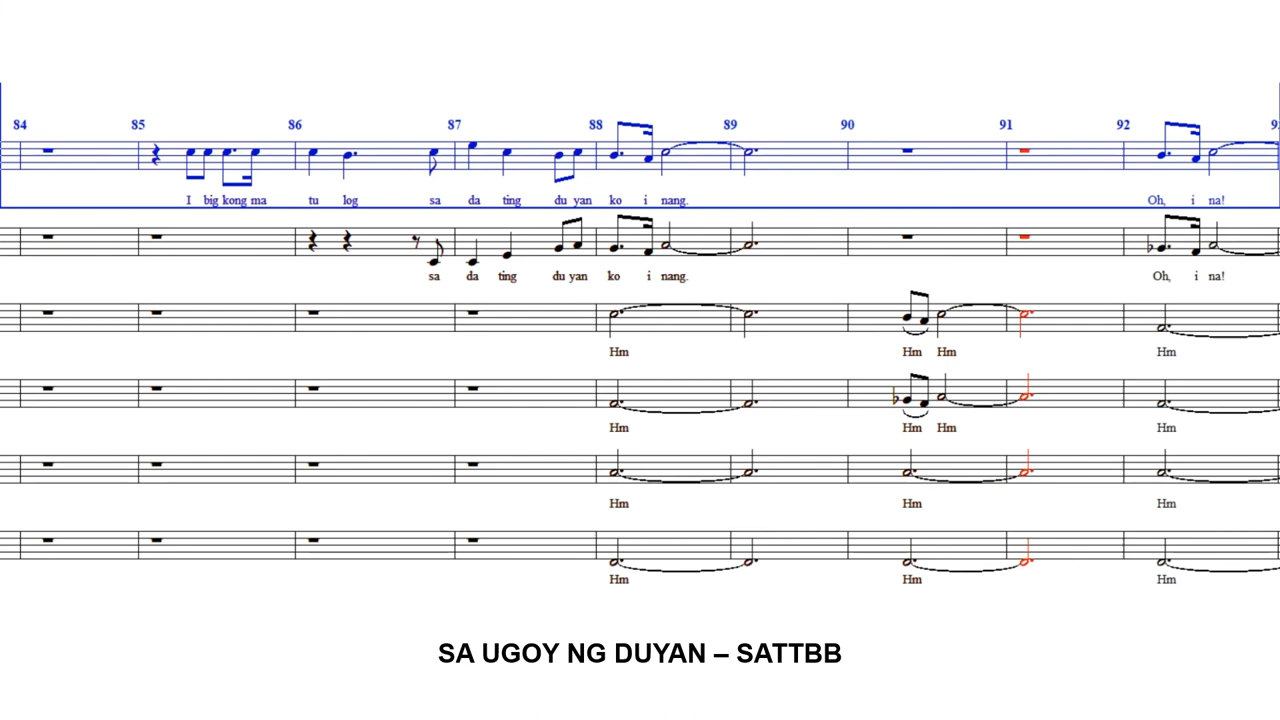 84 85 86 87 88 89 90 91 92
I big kong ma tu log sa da ting du yan ko i nang. Oh, i na!
sa da ting du yan ko i nang. Oh, i na!
Hm Hm Hm Hm
Hm Hm Hm Hm
Hm Hm Hm
Hm Hm Hm
SA UGOY NG DUYAN – SATTBB